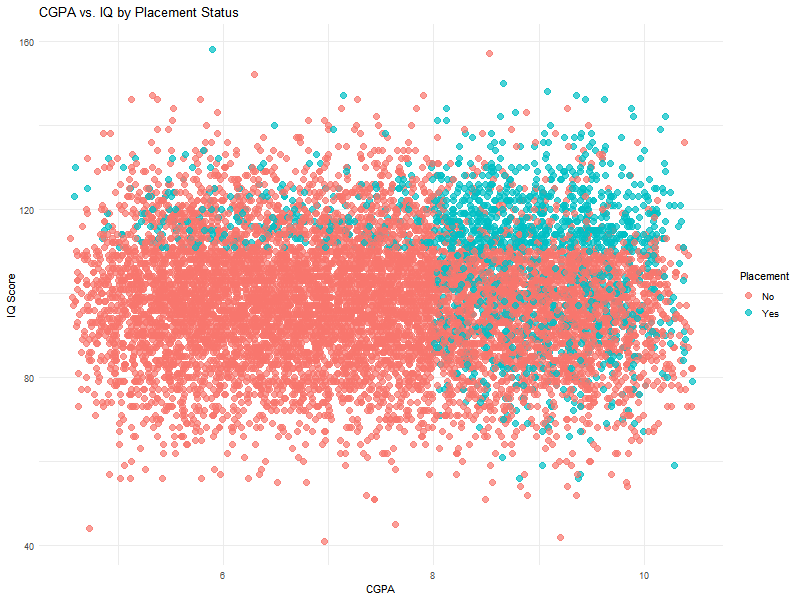 CGPA vs. IQ by Placement Status
160
120
80
40
IQ Score
6
8
10
CGPA
Placement
No
Yes